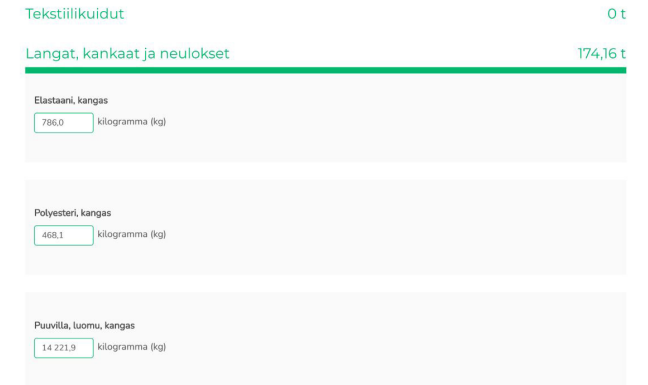 Tekstiilikuidut 0 t
Langat, kankaat ja neulokset 174,16 t
Elastaani, kangas
786,0 kilogramma (kg)
Polyesteri, kangas
468,1 kilogramma (kg)
Puuvilla, luomu, kangas
14 221,9 kilogramma (kg)